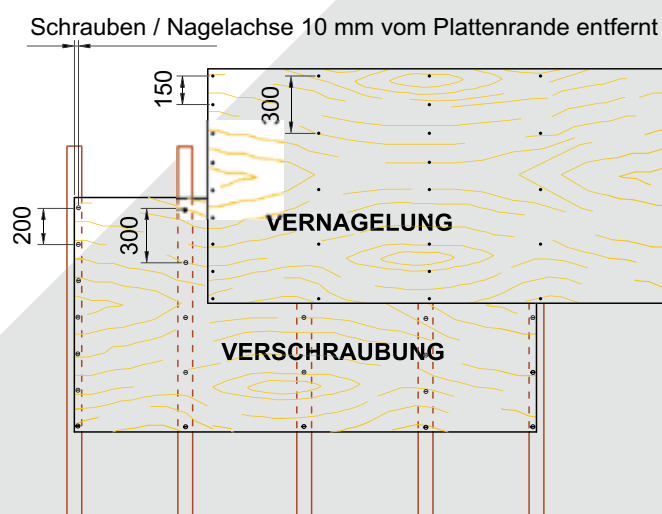 Schrauben / Nagelachse 10 mm vom Plattenrande entfernt
150
300
200
300
VERNAGELUNG
VERSCHRAUBUNG